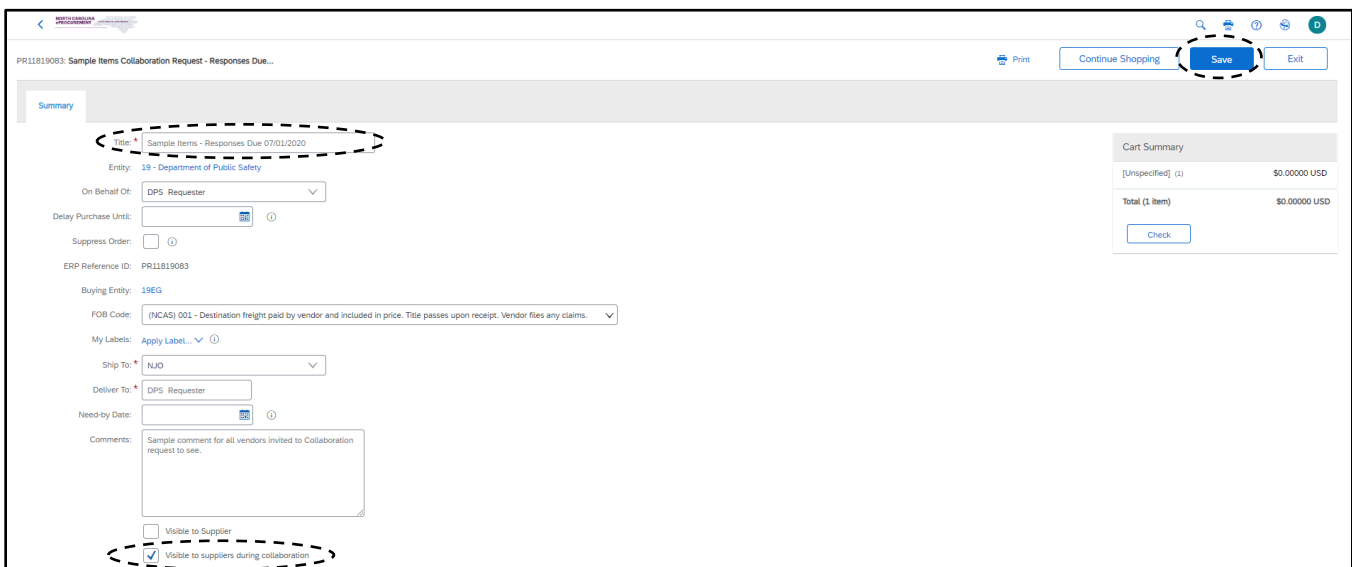 NORTH CAROLINA
ePROCUREMENT
D
PR11819083: Sample Items Collaboration Request - Responses Due...
Print
Continue Shopping
Save
Exit
Summary
Title: * Sample Items - Responses Due 07/01/2020
Entity: 19 - Department of Public Safety
On Behalf Of: DPS Requester
Delay Purchase Until:
Suppress Order:
ERP Reference ID: PR11819083
Buying Entity: 19EG
FOB Code: (NCAS) 001 - Destination freight paid by vendor and included in price. Title passes upon receipt. Vendor files any claims.
My Labels: Apply Label...
Ship To: * NJO
Deliver To: * DPS Requester
Need-by Date:
Comments: Sample comment for all vendors invited to Collaboration
request to see.
Visible to Supplier
Visible to suppliers during collaboration
Cart Summary
[Unspecified] (1) $0.00000 USD
Total (1 item) $0.00000 USD
Check